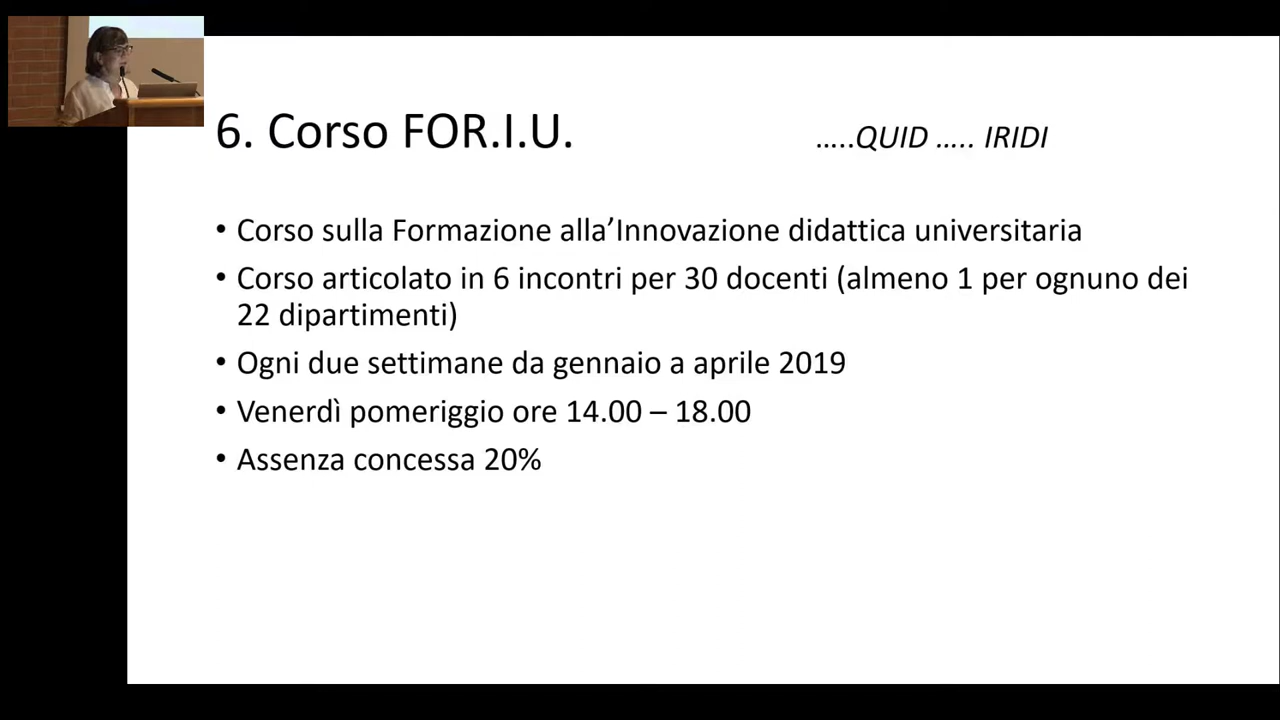 6. Corso FOR.I.U. …..QUID ….. IRIDI
• Corso sulla Formazione alla’Innovazione didattica universitaria
• Corso articolato in 6 incontri per 30 docenti (almeno 1 per ognuno dei
22 dipartimenti)
• Ogni due settimane da gennaio a aprile 2019
• Venerdì pomeriggio ore 14.00 – 18.00
• Assenza concessa 20%